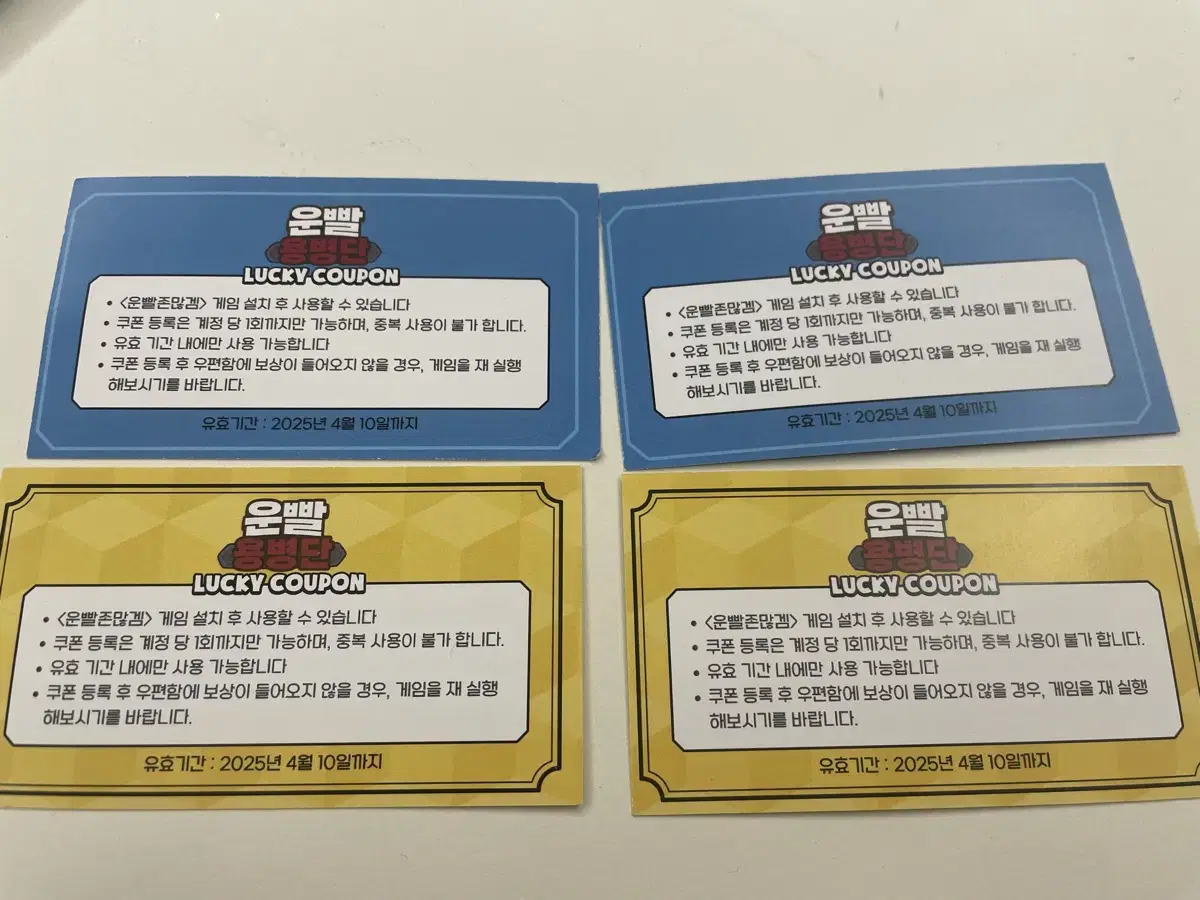 운빨
용병단
LUCKY COUPON
• <운빨존많겜> 게임 설치 후 사용할 수 있습니다
• 쿠폰 등록은 계정 당 1회까지만 가능하며, 중복 사용이 불가 합니다.
• 유효 기간 내에만 사용 가능합니다
• 쿠폰 등록 후 우편함에 보상이 들어오지 않을 경우, 게임을 재 실행
해보시기를 바랍니다.
유효기간 : 2025년 4월 10일까지
운빨
용병단
LUCKY COUPON
• <운빨존많겜> 게임 설치 후 사용할 수 있습니다
• 쿠폰 등록은 계정 당 1회까지만 가능하며, 중복 사용이 불가 합니다.
• 유효 기간 내에만 사용 가능합니다
• 쿠폰 등록 후 우편함에 보상이 들어오지 않을 경우, 게임을 재 실행
해보시기를 바랍니다.
유효기간 : 2025년 4월 10일까지
운빨
용병단
LUCKY COUPON
• <운빨존많겜> 게임 설치 후 사용할 수 있습니다
• 쿠폰 등록은 계정 당 1회까지만 가능하며, 중복 사용이 불가 합니다.
• 유효 기간 내에만 사용 가능합니다
• 쿠폰 등록 후 우편함에 보상이 들어오지 않을 경우, 게임을 재 실행
해보시기를 바랍니다.
유효기간 : 2025년 4월 10일까지
운빨
용병단
LUCKY COUPON
• <운빨존많겜> 게임 설치 후 사용할 수 있습니다
• 쿠폰 등록은 계정 당 1회까지만 가능하며, 중복 사용이 불가 합니다.
• 유효 기간 내에만 사용 가능합니다
• 쿠폰 등록 후 우편함에 보상이 들어오지 않을 경우, 게임을 재 실행
해보시기를 바랍니다.
유효기간 : 2025년 4월 10일까지